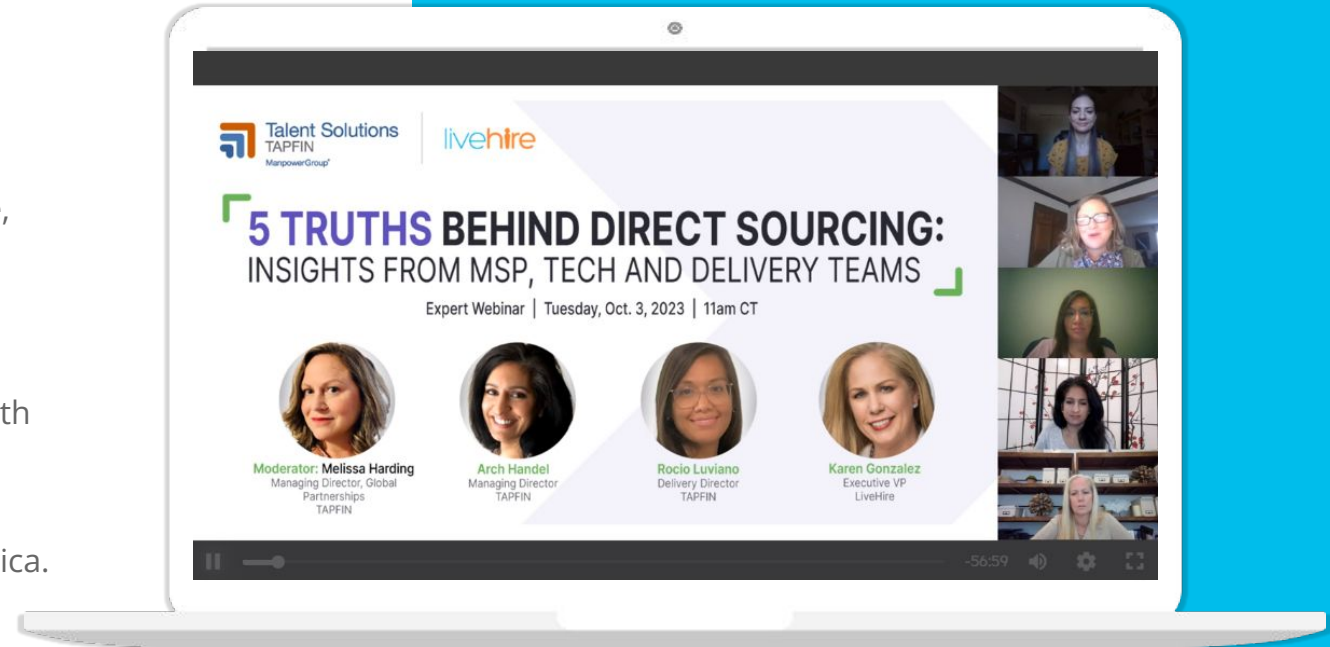 ,
th
ica.
Talent Solutions
TAPFIN
ManpowerGroup
livehire
5 TRUTHS BEHIND DIRECT SOURCING:
INSIGHTS FROM MSP, TECH AND DELIVERY TEAMS
Expert Webinar | Tuesday, Oct. 3, 2023 | 11am CT
Moderator: Melissa Harding
Managing Director, Global
Partnerships
TAPFIN
Arch Handel
Managing Director
TAPFIN
Rocio Luviano
Delivery Director
TAPFIN
Karen Gonzalez
Executive VP
LiveHire
-56:59